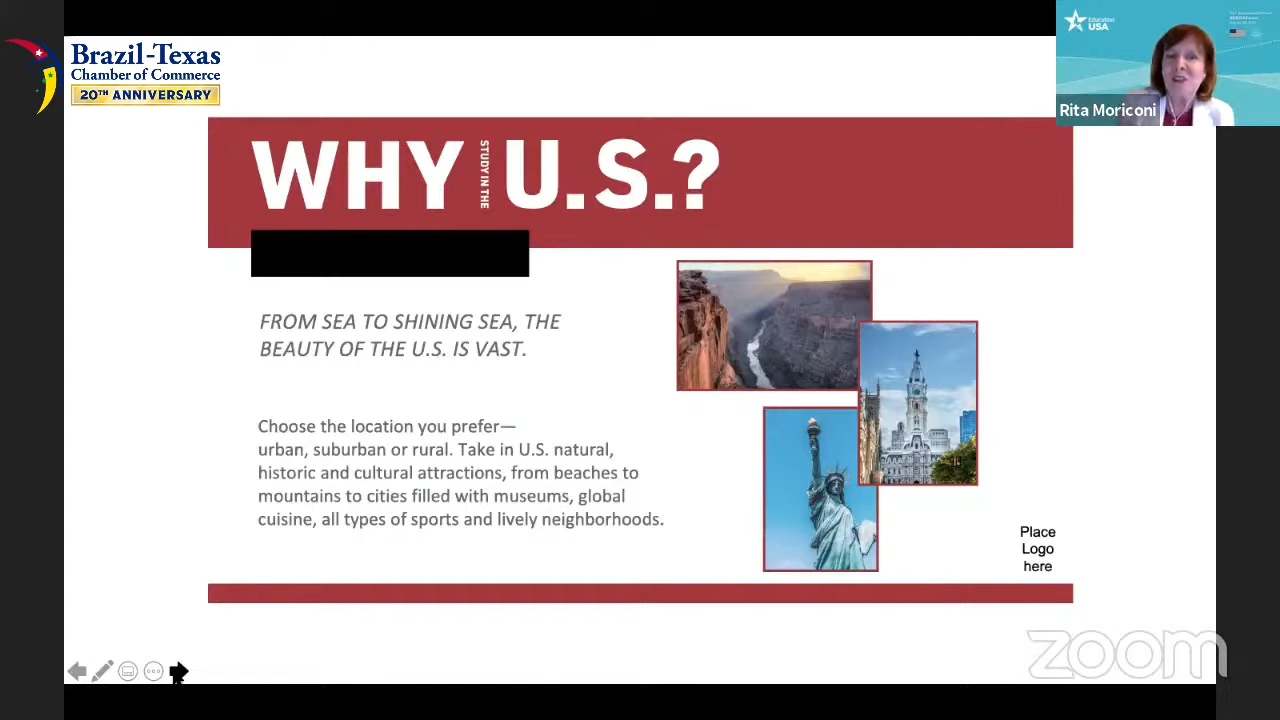 Brazil-Texas
Chamber of Commerce
20TH ANNIVERSARY
Education
USA
Rita Moriconi
WHY STUDY IN THE U.S.?
FROM SEA TO SHINING SEA, THE
BEAUTY OF THE U.S. IS VAST.
Choose the location you prefer—
urban, suburban or rural. Take in U.S. natural,
historic and cultural attractions, from beaches to
mountains to cities filled with museums, global
cuisine, all types of sports and lively neighborhoods.
Place
Logo
here
zoom